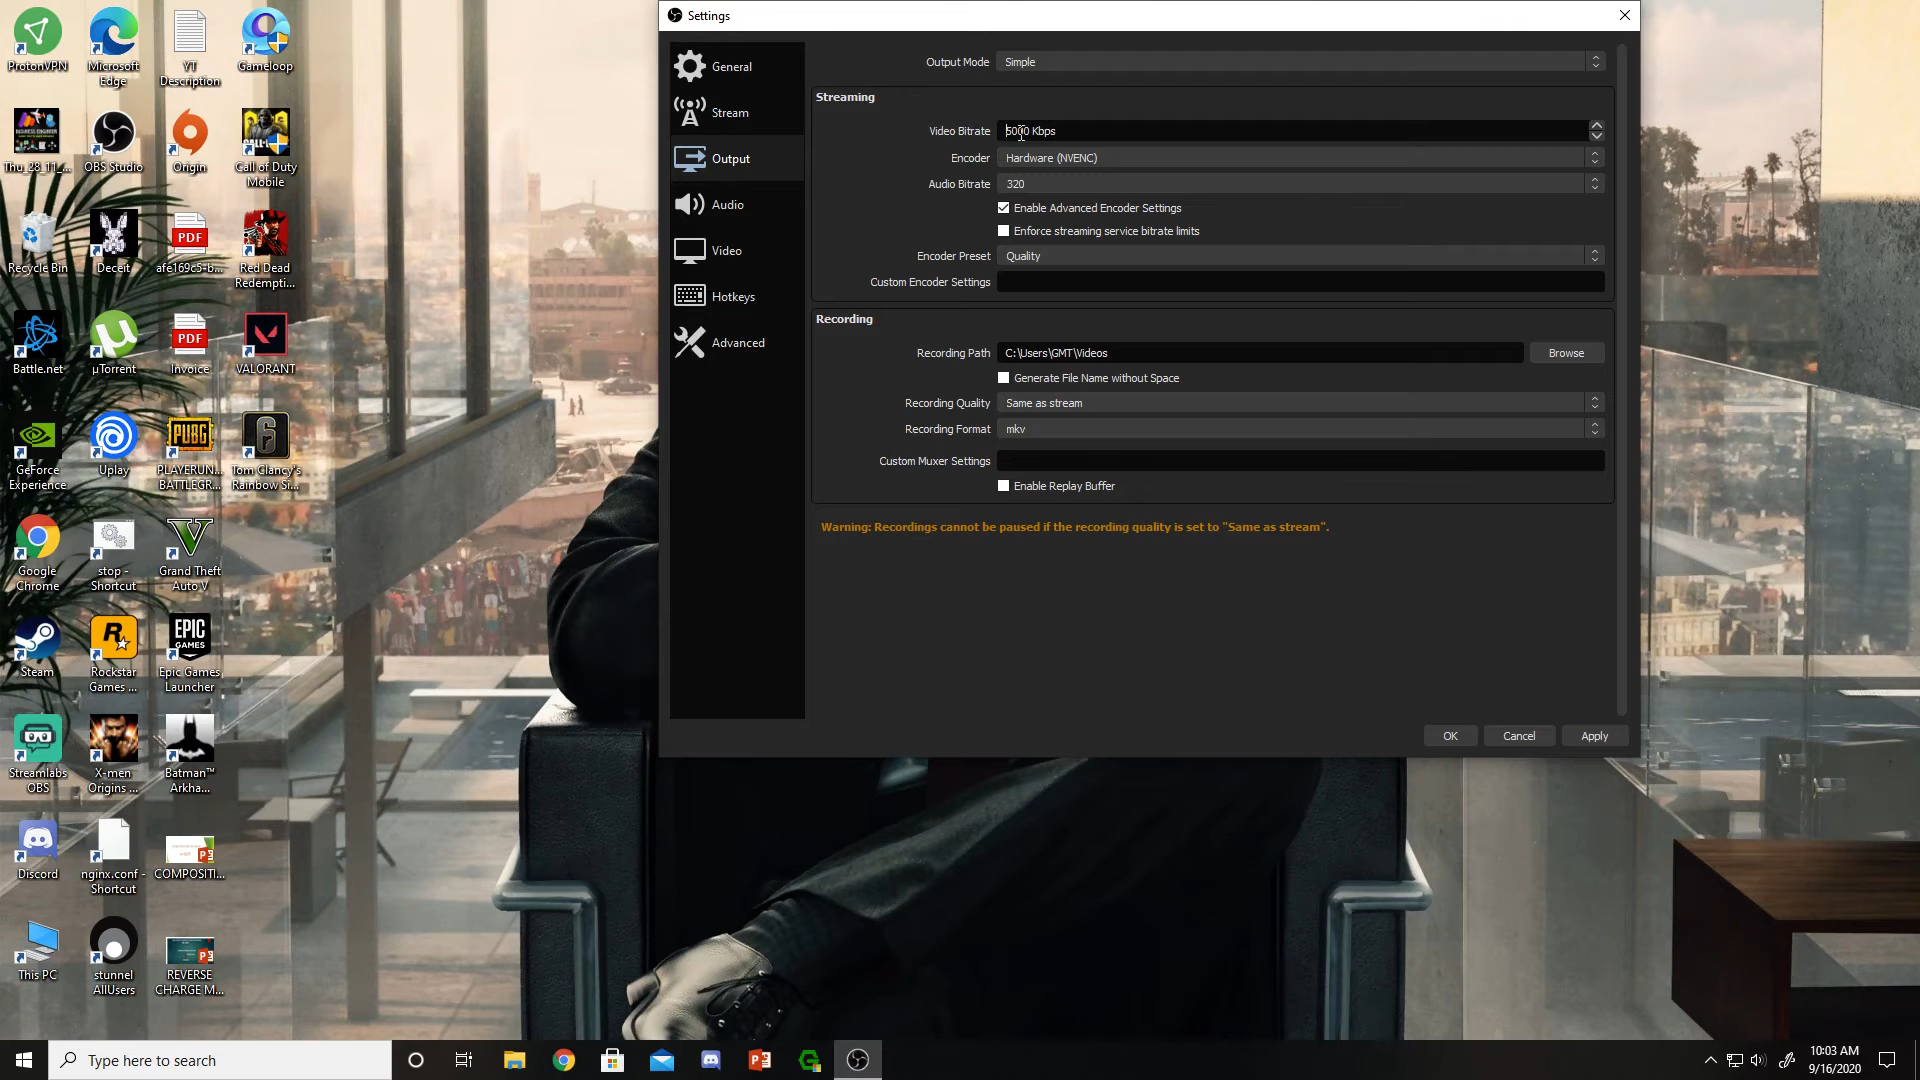 Settings
General
Stream
Output
Audio
Video
Hotkeys
Advanced
Output Mode Simple
Streaming
Video Bitrate 5000 Kbps
Encoder Hardware (NVENC)
Audio Bitrate 320
Enable Advanced Encoder Settings
Enforce streaming service bitrate limits
Encoder Preset Quality
Custom Encoder Settings
Recording
Recording Path C:\Users\GMT\Videos Browse
Generate File Name without Space
Recording Quality Same as stream
Recording Format mkv
Custom Muxer Settings
Enable Replay Buffer
Warning: Recordings cannot be paused if the recording quality is set to "Same as stream".
OK Cancel Apply
ProtonVPN
Microsoft
Edge
YT
Description
Gameloop
Thu_28_11_...
OBS Studio
Origin
Call of Duty
Mobile
Recycle Bin
Deceit
PDF
afe169c5-b...
Red Dead
Redempti...
Battle.net
µTorrent
PDF
Invoice
VALORANT
GeForce
Experience
Uplay
PUBG
PLAYERUN...
BATTLEGR...
Tom Clancy's
Rainbow Si...
Google
Chrome
stop -
Shortcut
Grand Theft
Auto V
Steam
Rockstar
Games ...
EPIC
GAMES
Epic Games
Launcher
Streamlabs
OBS
X-men
Origins ...
Batman™
Arkha...
Discord
nginx.conf -
Shortcut
COMPOSITI...
This PC
stunnel
AllUsers
REVERSE
CHARGE M...
Type here to search
10:03 AM
9/16/2020